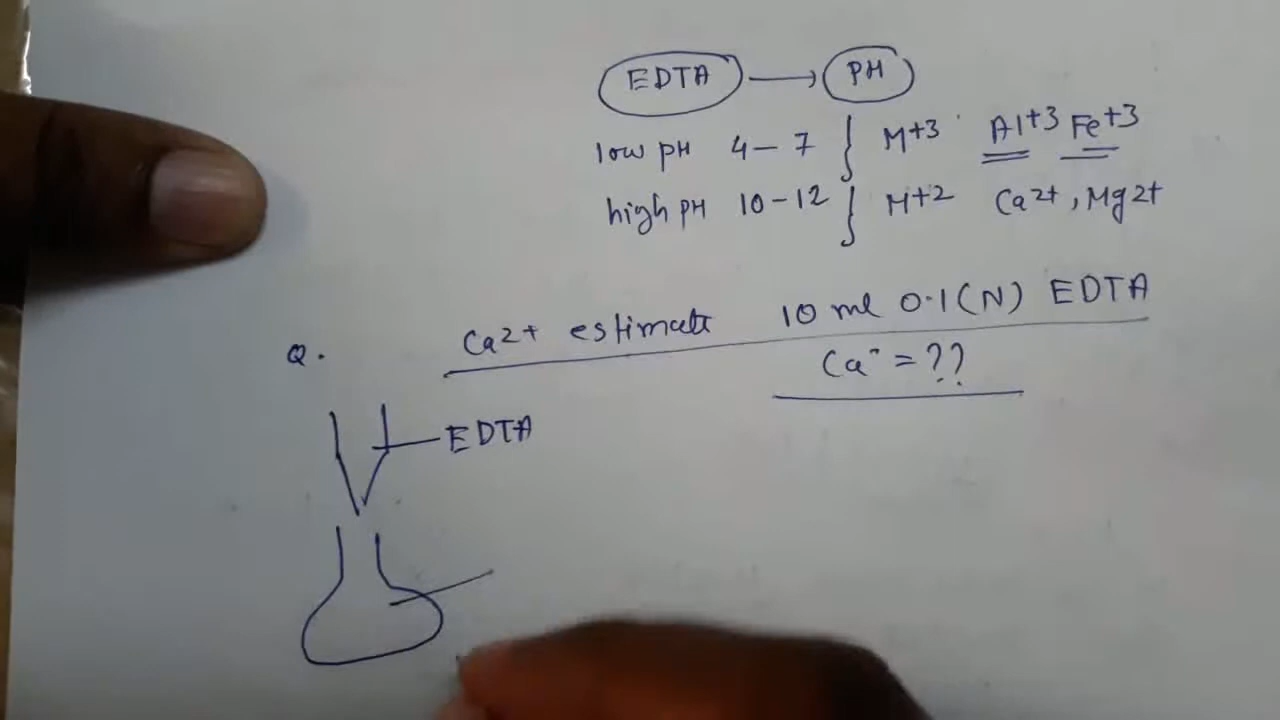 EDTA → PH
low pH 4-7 } M+3 Al+3 Fe+3
high pH 10-12 } M+2 Ca2+, Mg2+
Q. Ca2+ estimate 10 ml 0.1(N) EDTA
Ca" = ??
EDTA